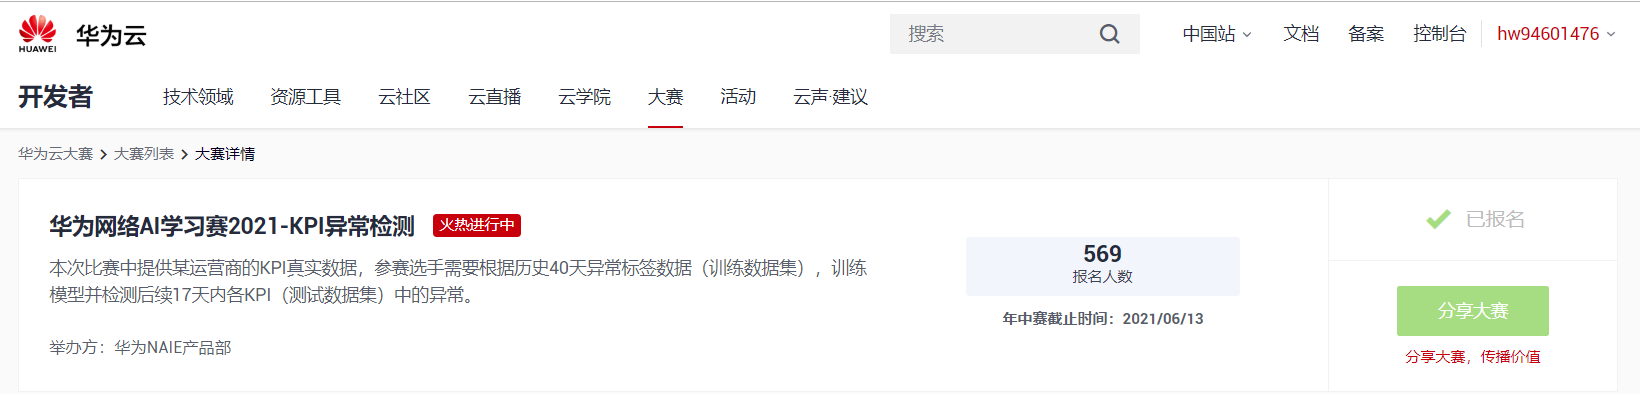 HUAWEI
华为云
搜索
中国站
文档
备案
控制台
hw94601476
开发者
技术领域
资源工具
云社区
云直播
云学院
大赛
活动
云声·建议
华为云大赛 > 大赛列表 > 大赛详情
华为网络AI学习赛2021-KPI异常检测
火热进行中
本次比赛中提供某运营商的KPI真实数据，参赛选手需要根据历史40天异常标签数据（训练数据集），训练
模型并检测后续17天内各KPI（测试数据集）中的异常。
举办方：华为NAIE产品部
569
报名人数
年中赛截止时间：2021/06/13
已报名
分享大赛
分享大赛，传播价值